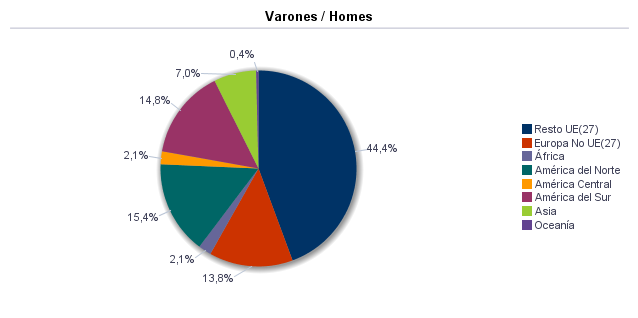 Varones / Homes
0,4%
7,0%
14,8%
2,1%
15,4%
2,1%
13,8%
44,4%
Resto UE(27)
Europa No UE(27)
África
América del Norte
América Central
América del Sur
Asia
Oceanía